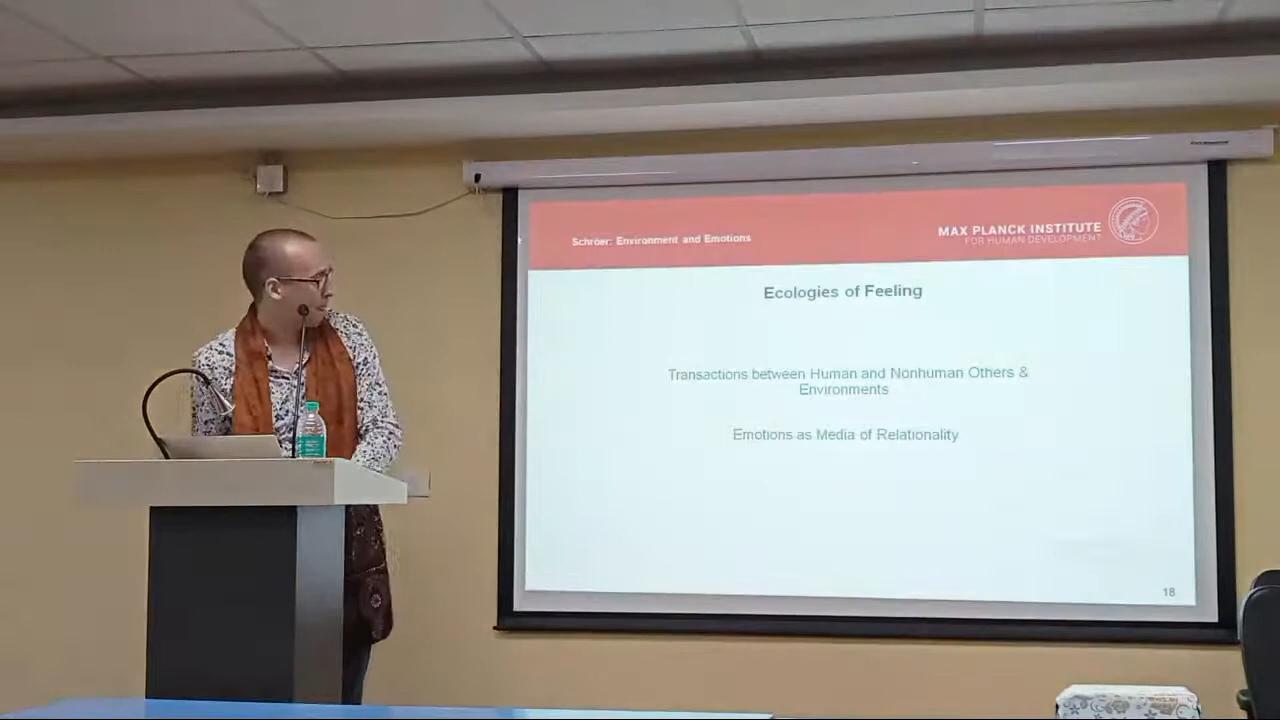 Schröer: Environment and Emotions
MAX PLANCK INSTITUTE
FOR HUMAN DEVELOPMENT
Ecologies of Feeling
Transactions between Human and Nonhuman Others &
Environments
Emotions as Media of Relationality
18